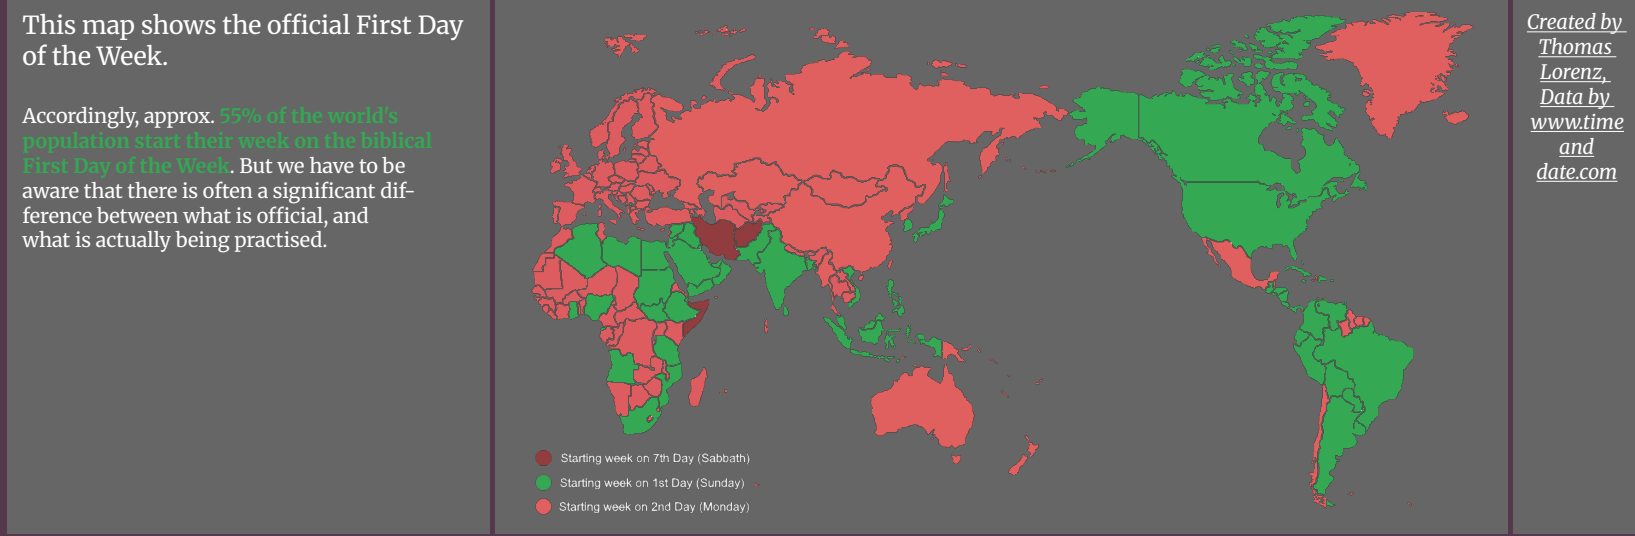 This map shows the official First Day
of the Week.
Accordingly, approx. 55% of the world's
population start their week on the biblical
First Day of the Week. But we have to be
aware that there is often a significant dif-
ference between what is official, and
what is actually being practised.
Starting week on 7th Day (Sabbath)
Starting week on 1st Day (Sunday)
Starting week on 2nd Day (Monday)
Created by
Thomas
Lorenz,
Data by
www.time
and
date.com